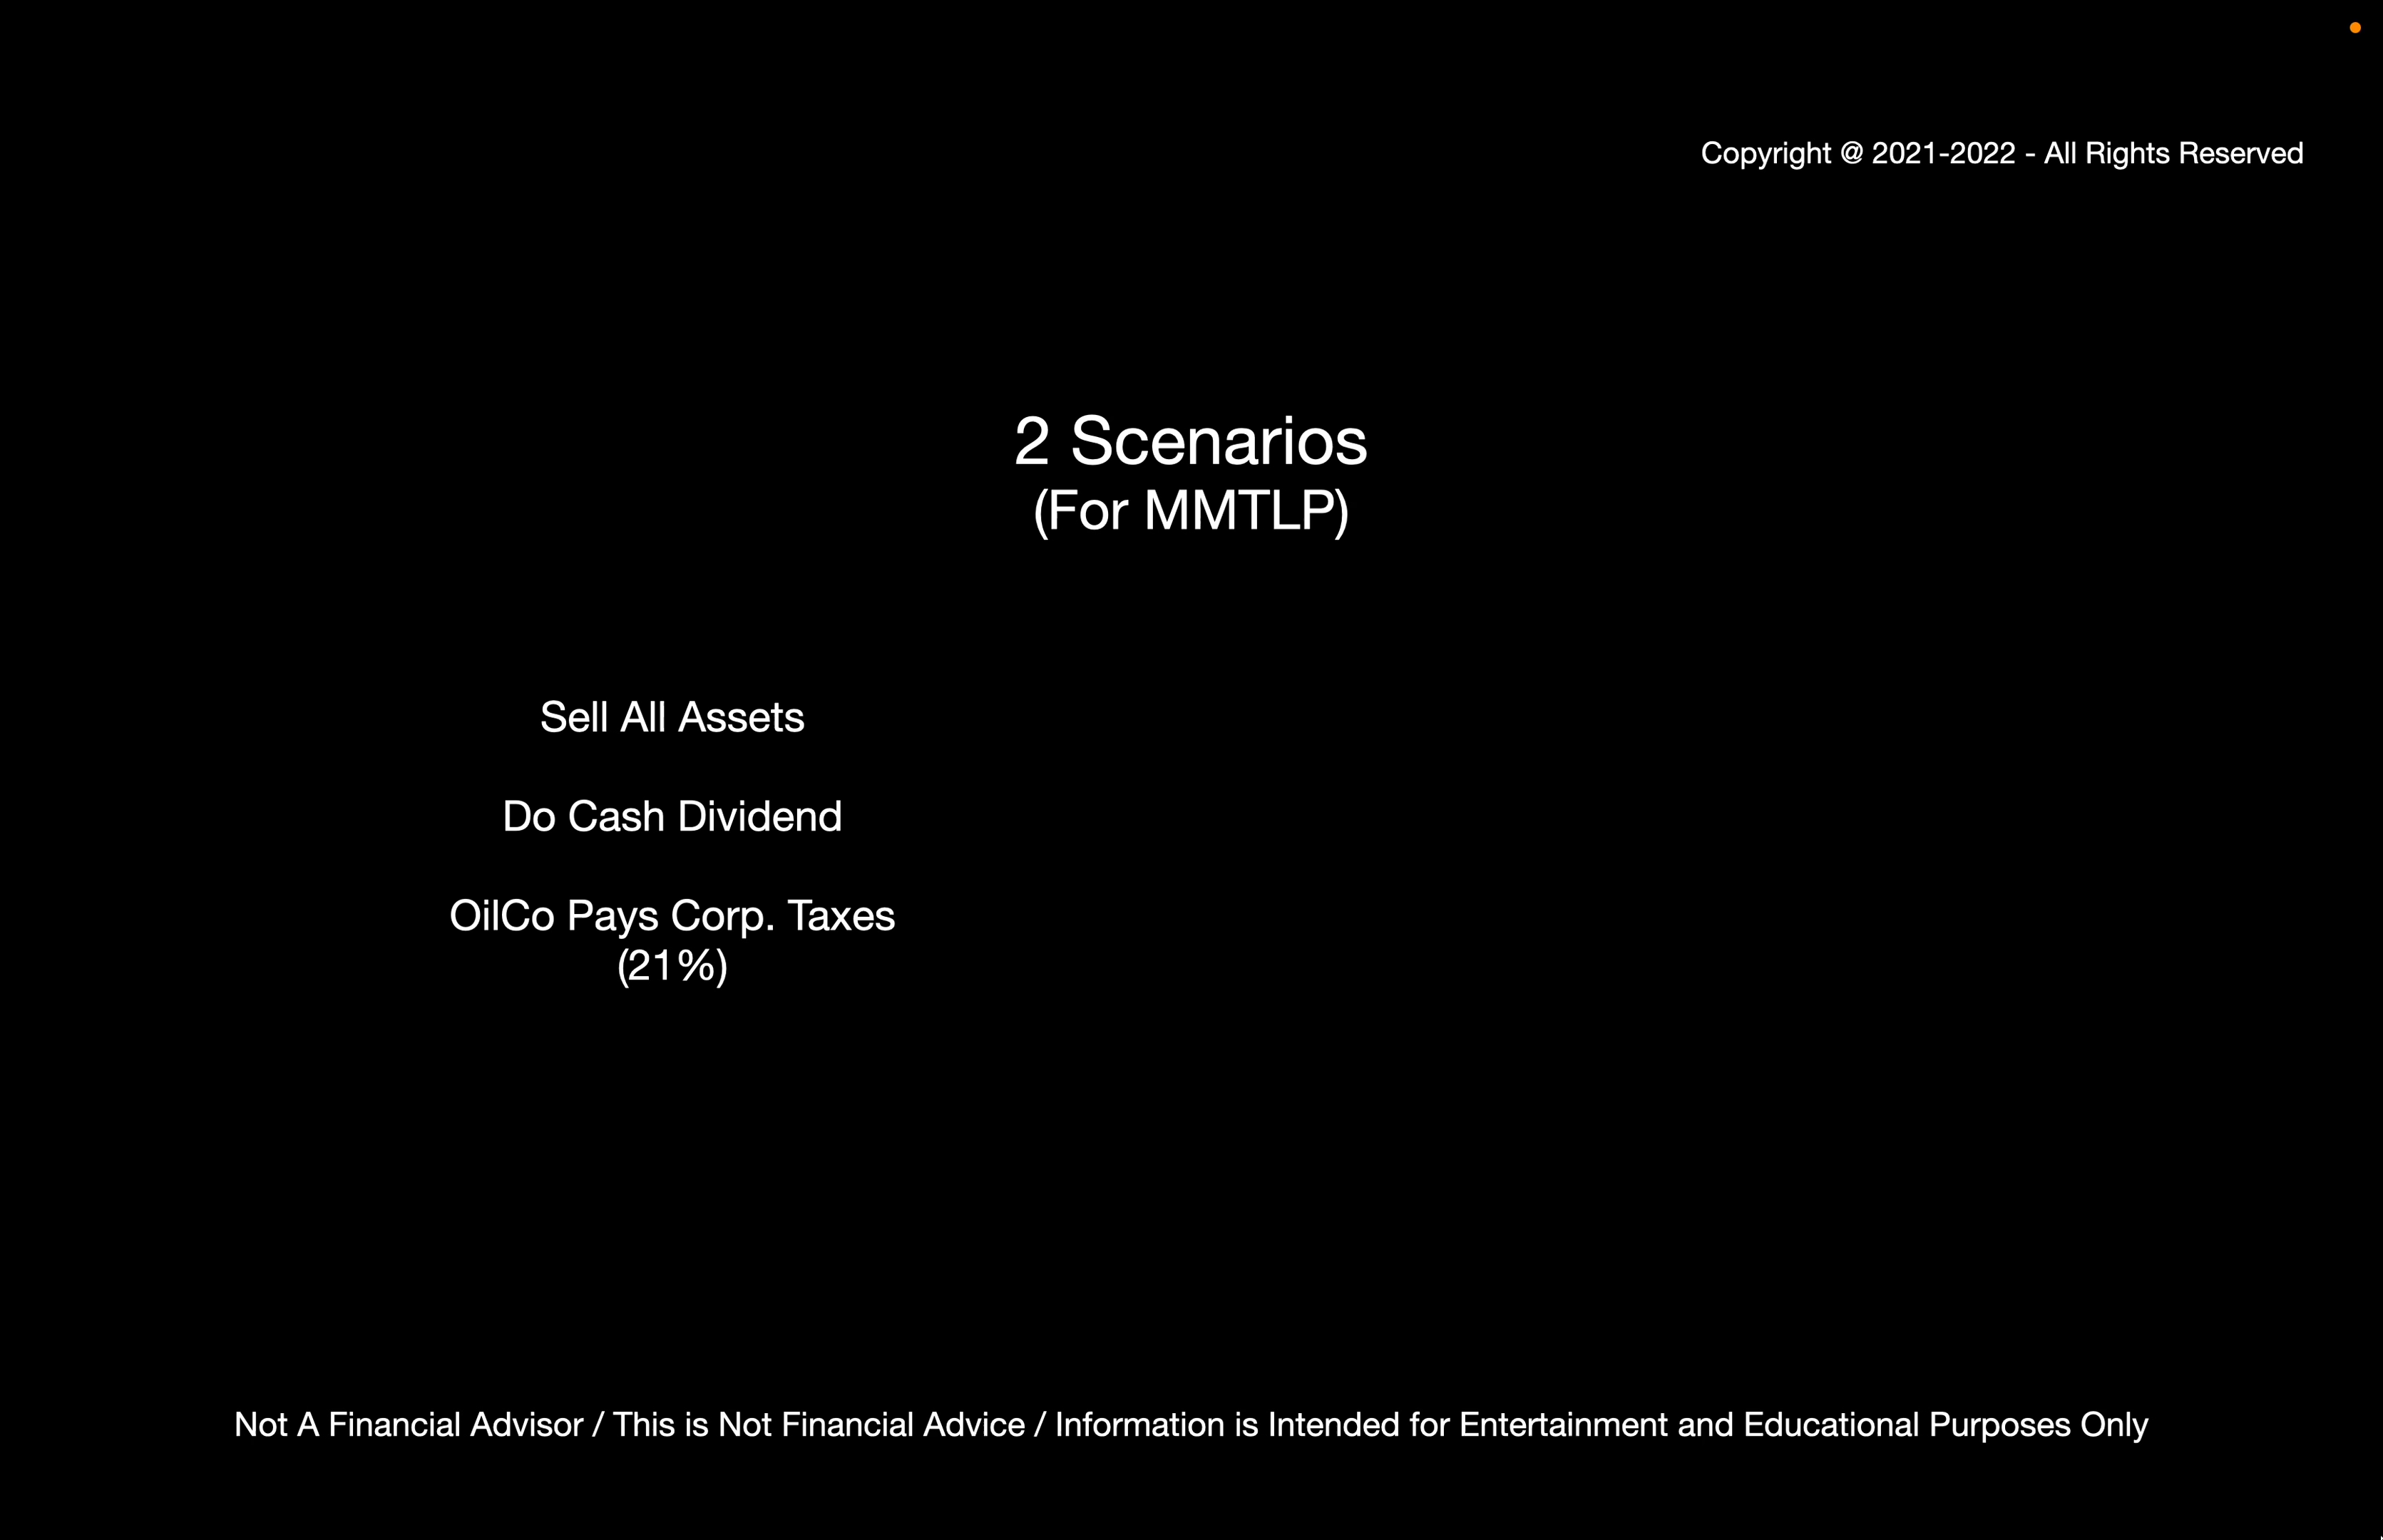 Copyright @ 2021-2022 - All Rights Reserved
2 Scenarios
(For MMTLP)
Sell All Assets
Do Cash Dividend
OilCo Pays Corp. Taxes
(21%)
Not A Financial Advisor / This is Not Financial Advice / Information is Intended for Entertainment and Educational Purposes Only